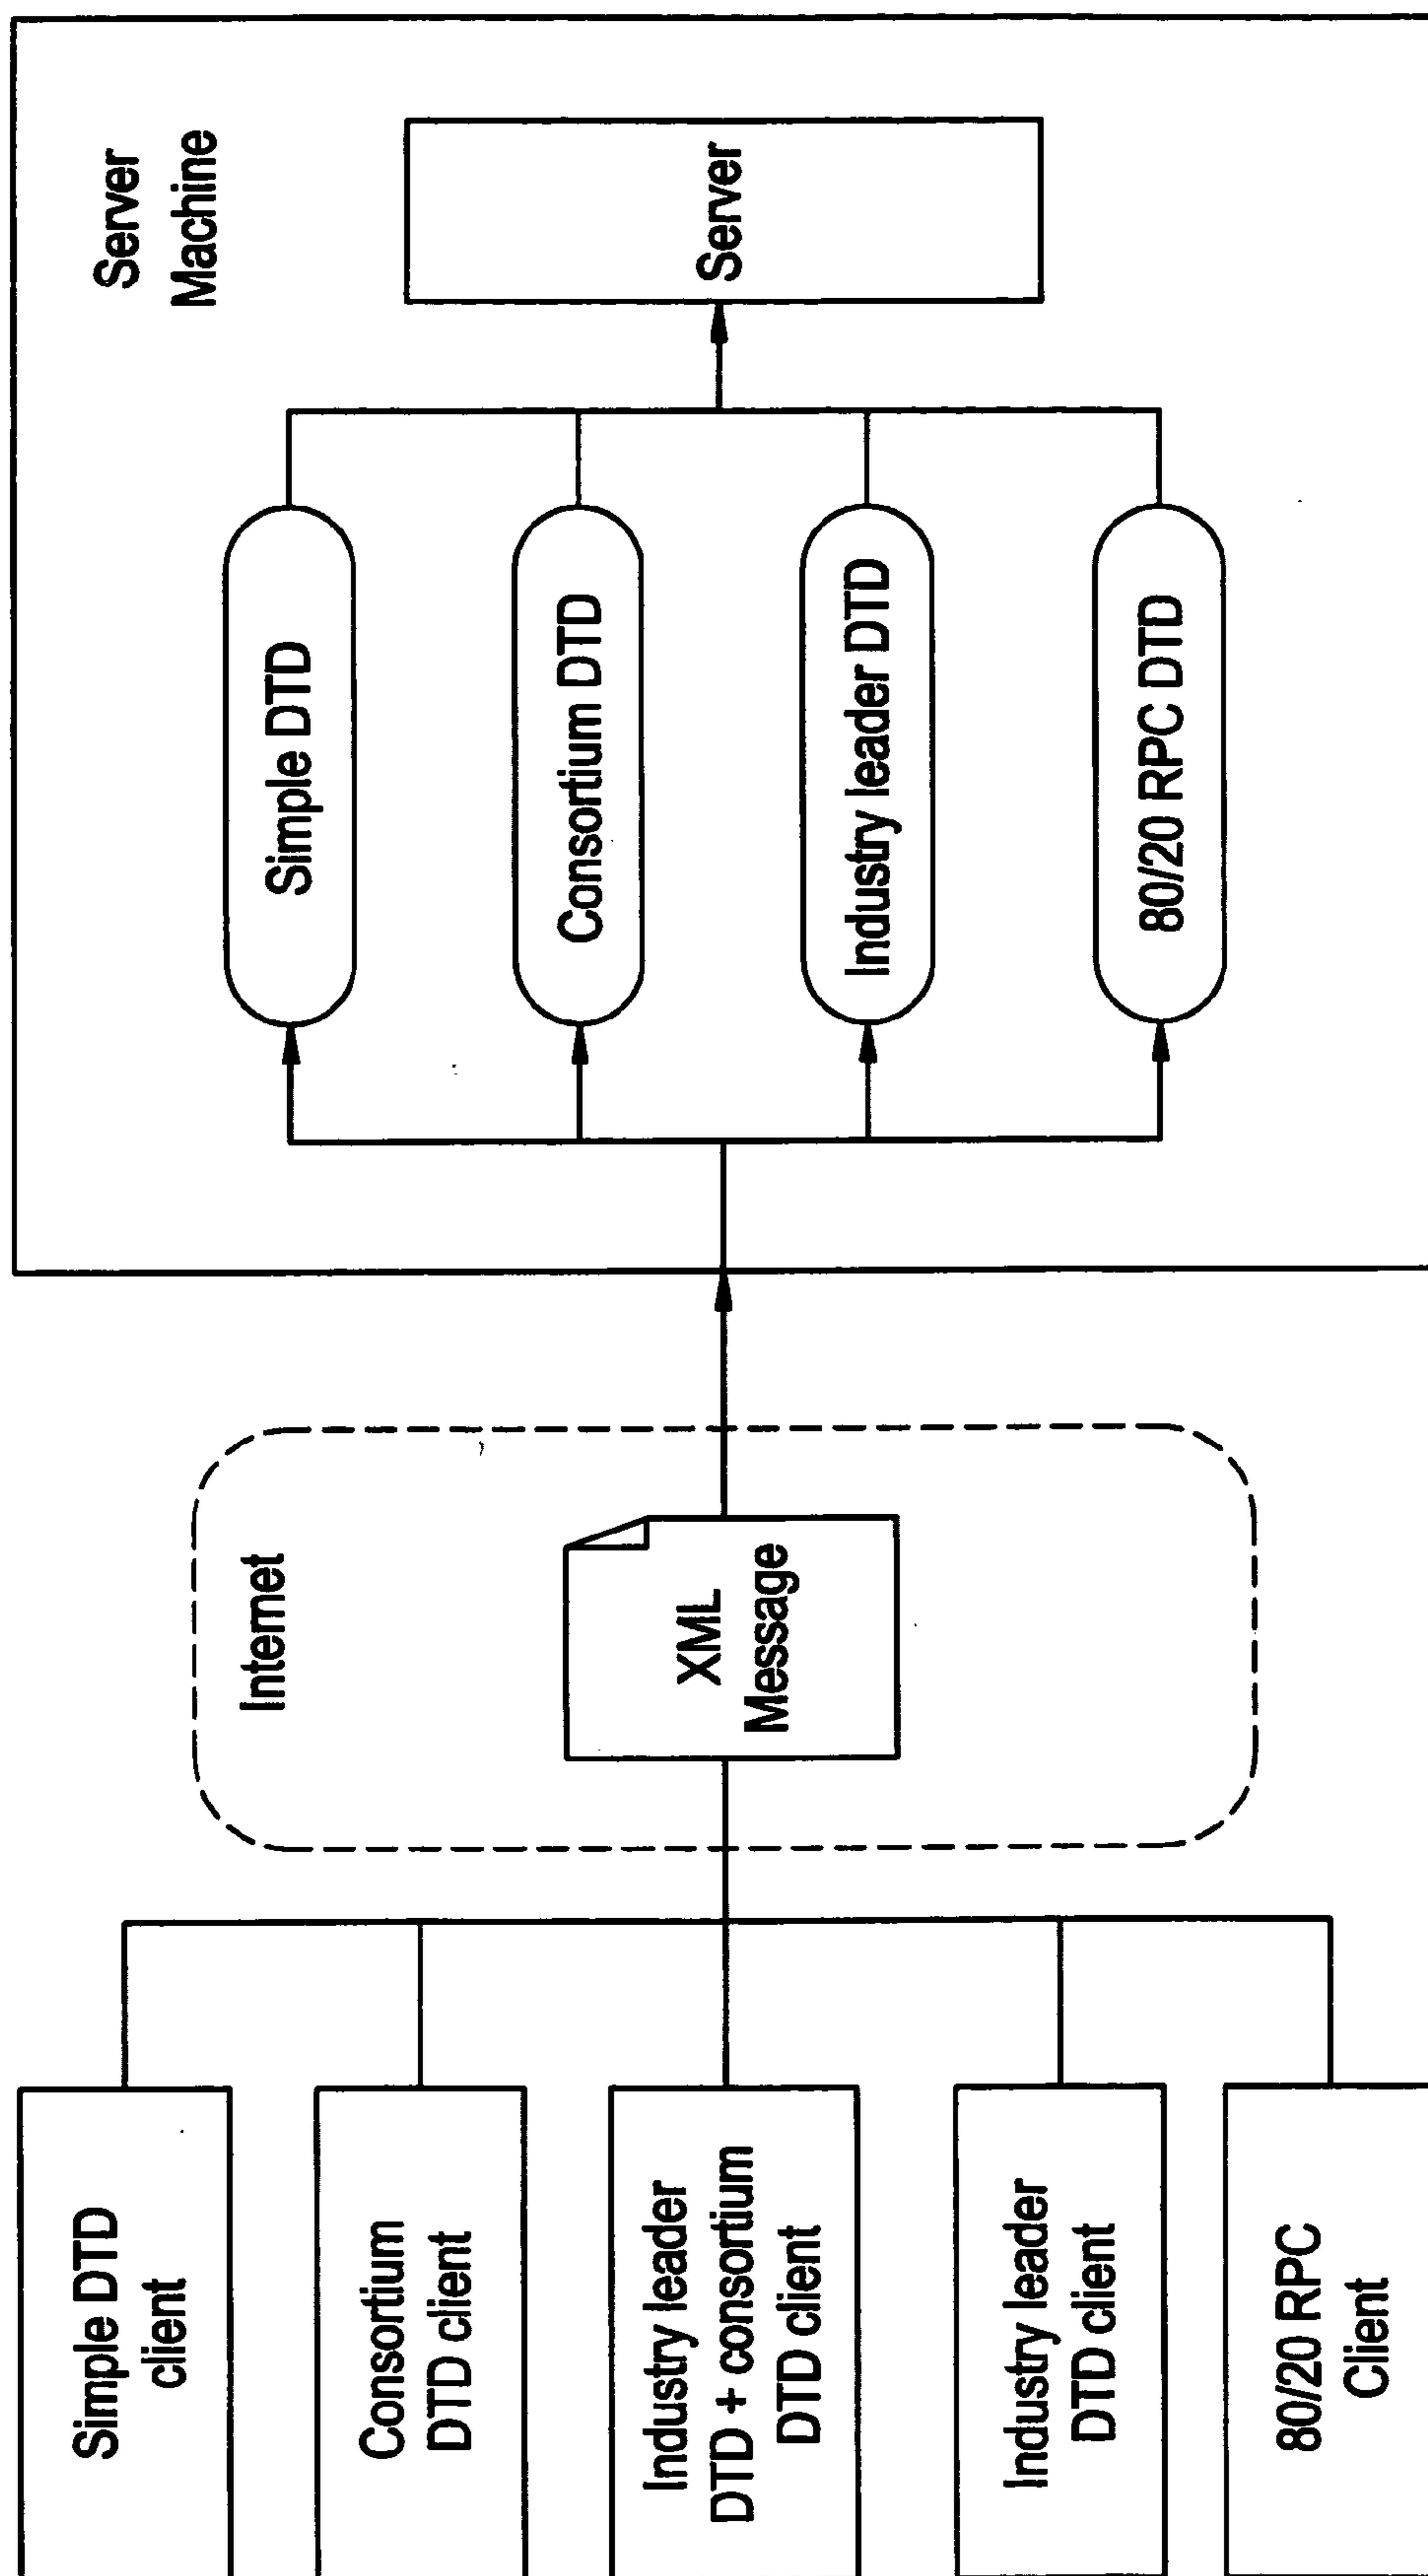 Simple DTD
client
Consortium
DTD client
Industry leader
DTD + consortium
DTD client
Industry leader
DTD client
80/20 RPC
Client
Internet
XML
Message
Server
Machine
Simple DTD
Consortium DTD
Industry leader DTD
80/20 RPC DTD
Server